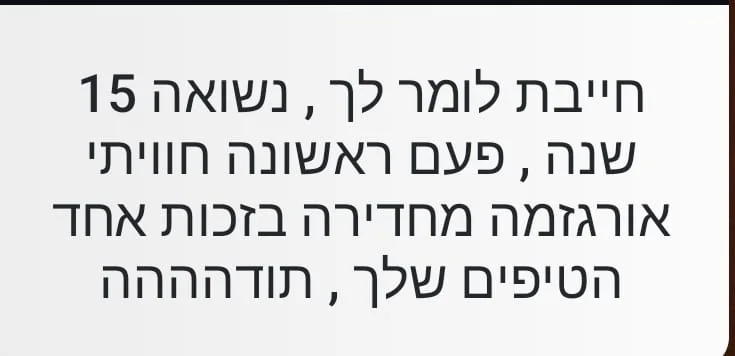 חייבת לומר לך , נשואה 15
שנה , פעם ראשונה חוויתי
אורגזמה מחדירה בזכות אחד
הטיפים שלך , תודהההה